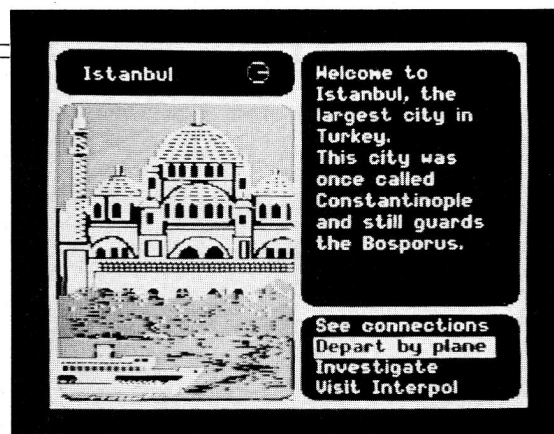 Istanbul
Welcome to
Istanbul, the
largest city in
Turkey.
This city was
once called
Constantinople
and still guards
the Bosporus.
See connections
Depart by plane
Investigate
Visit Interpol